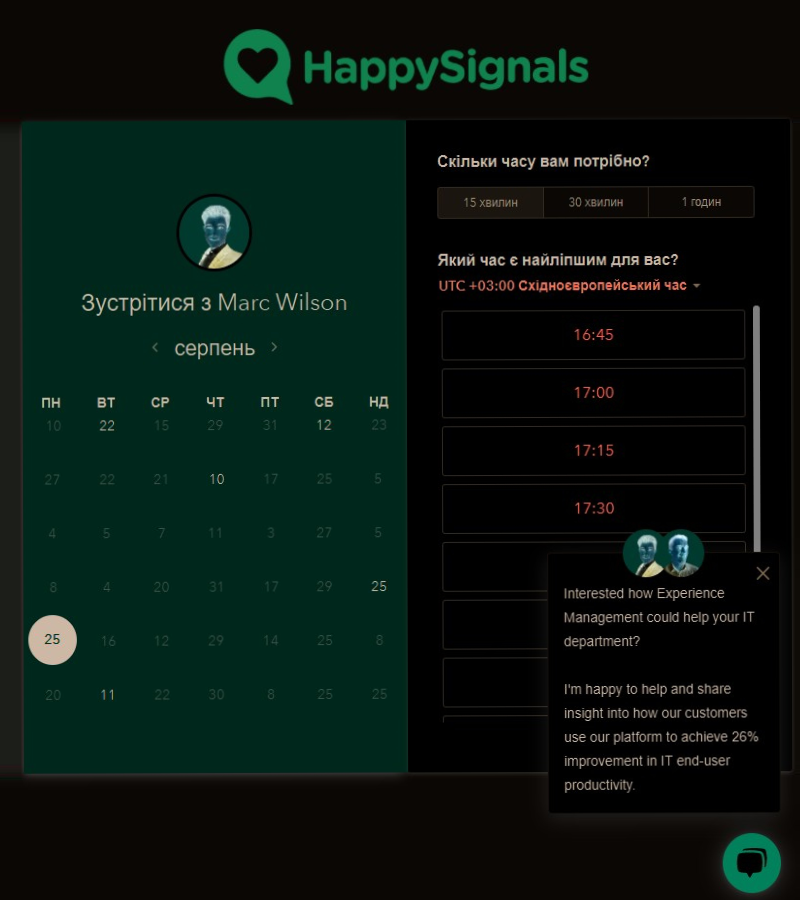 HappySignals
Зустрітися з Marc Wilson
серпень
ПН ВТ СР ЧТ ПТ СБ НД
10 22 15 29 31 12 23
27 22 21 10 17 25 5
4 5 7 11 3 27 5
8 4 20 31 17 29 25
25 16 12 29 14 25 8
20 11 22 30 8 25 25
Скільки часу вам потрібно?
15 хвилин 30 хвилин 1 годин
Який час є найліпшим для вас?
UTC +03:00 Східноєвропейський час
16:45
17:00
17:15
17:30
Interested how Experience
Management could help your IT
department?
I'm happy to help and share
insight into how our customers
use our platform to achieve 26%
improvement in IT end-user
productivity.